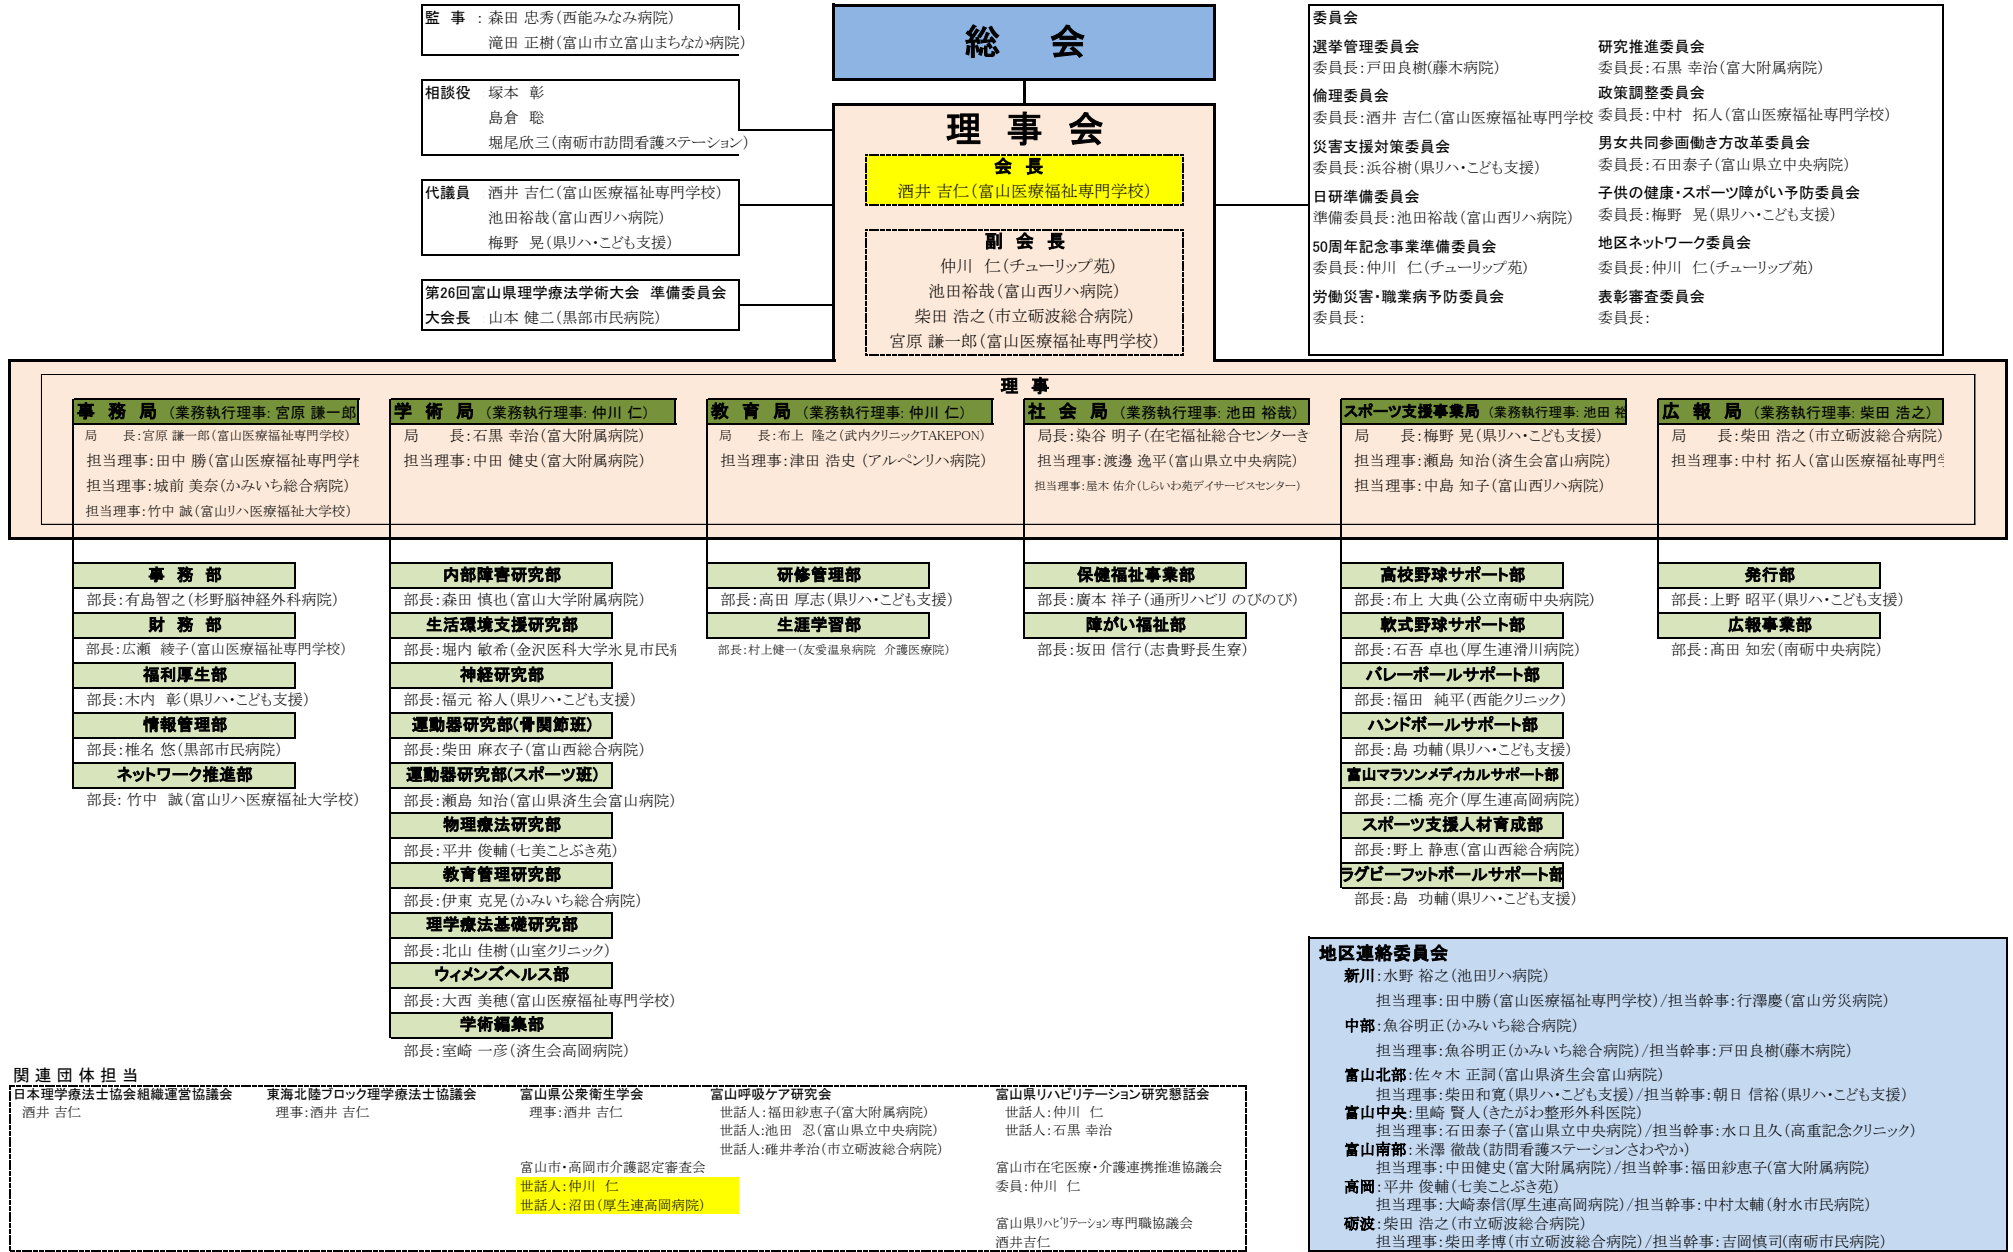 監　事　：森田 忠秀（西能みなみ病院）
滝田 正樹（富山市立富山まちなか病院）
相談役　塚本　彰
島倉　聡
堀尾欣三（南砺市訪問看護ステーション）
代議員　酒井 吉仁（富山医療福祉専門学校）
池田裕哉（富山西リハ病院）
梅野　晃（県リハ・こども支援）
第26回富山県理学療法学術大会　準備委員会
大会長　山本 健二（黒部市民病院）
総　会
理　事　会
会 長
酒井 吉仁（富山医療福祉専門学校）
副 会 長
仲川　仁（チューリップ苑）
池田裕哉（富山西リハ病院）
柴田 浩之（市立砺波総合病院）
宮原 謙一郎（富山医療福祉専門学校）
委員会
選挙管理委員会
委員長：戸田良樹(藤木病院）
倫理委員会
委員長：酒井 吉仁（富山医療福祉専門学校
災害支援対策委員会
委員長：浜谷樹（県リハ・こども支援）
日研準備委員会
準備委員長：池田裕哉（富山西リハ病院）
50周年記念事業準備委員会
委員長：仲川　仁（チューリップ苑）
労働災害・職業病予防委員会
委員長：
研究推進委員会
委員長：石黒 幸治（富大附属病院）
政策調整委員会
委員長：中村　拓人（富山医療福祉専門学校）
男女共同参画働き方改革委員会
委員長：石田泰子（富山県立中央病院）
子供の健康・スポーツ障がい予防委員会
委員長：梅野　晃（県リハ・こども支援）
地区ネットワーク委員会
委員長：仲川　仁（チューリップ苑）
表彰審査委員会
委員長：
理　事
事　務　局　（業務執行理事: 宮原 謙一郎
局　　長：宮原 謙一郎（富山医療福祉専門学校）
担当理事：田中 勝（富山医療福祉専門学校
担当理事：城前 美奈（かみいち総合病院）
担当理事：竹中 誠（富山リハ医療福祉大学校）
事　務　部
部長：有島智之（杉野脳神経外科病院）
財　務　部
部長：広瀬　綾子（富山医療福祉専門学校）
福利厚生部
部長：木内　彰（県リハ・こども支援）
情報管理部
部長：椎名 悠（黒部市民病院）
ネットワーク推進部
部長： 竹中　誠（富山リハ医療福祉大学校）
学　術　局　（業務執行理事: 仲川 仁）
局　　長：石黒 幸治（富大附属病院）
担当理事：中田 健史（富大附属病院）
内部障害研究部
部長：森田 慎也（富山大学附属病院）
生活環境支援研究部
部長：堀内 敏希（金沢医科大学氷見市民
神経研究部
部長：福元 裕人（県リハ・こども支援）
運動器研究部（骨関節班）
部長：柴田 麻衣子（富山西総合病院）
運動器研究部（スポーツ班）
部長：瀬島 知治（富山県済生会富山病院）
物理療法研究部
部長：平井 俊輔（七美ことぶき苑）
教育管理研究部
部長：伊東 克晃（かみいち総合病院）
理学療法基礎研究部
部長：北山 佳樹（山室クリニック）
ウィメンズヘルス部
部長：大西 美穂（富山医療福祉専門学校）
学術編集部
部長：室崎 一彦（済生会高岡病院）
教　育　局　（業務執行理事: 仲川 仁）
局　　長：布上　隆之（武内クリニックTAKEPON）
担当理事：津田 浩史 （アルペンリハ病院）
研修管理部
部長：高田 厚志（県リハ・こども支援）
生涯学習部
部長：村上健一（友愛温泉病院　介護医療院）
社　会　局　（業務執行理事: 池田 裕哉）
局長：染谷 明子（在宅福祉総合センターき
担当理事：渡邊 逸平（富山県立中央病院）
担当理事：屋木 佑介（しらいわ苑デイサービスセンター）
保健福祉事業部
部長：廣本 祥子（通所リハビリ のびのび）
障がい福祉部
部長：坂田 信行（志貴野長生寮）
スポーツ支援事業局　（業務執行理事: 池田 裕
局　　長：梅野 晃（県リハ・こども支援）
担当理事：瀬島 知治（済生会富山病院）
担当理事：中島 知子（富山西リハ病院）
高校野球サポート部
部長：布上 大典（公立南砺中央病院）
軟式野球サポート部
部長：石吾 卓也（厚生連滑川病院）
バレーボールサポート部
部長：福田　純平（西能クリニック）
ハンドボールサポート部
部長：島 功輔（県リハ・こども支援）
富山マラソンメディカルサポート部
部長：二橋 亮介（厚生連高岡病院）
スポーツ支援人材育成部
部長：野上 静恵（富山西総合病院）
ラグビーフットボールサポート部
部長：島　功輔（県リハ・こども支援）
広　報　局　（業務執行理事: 柴田 浩之）
局　　長：柴田 浩之（市立砺波総合病院）
担当理事：中村 拓人（富山医療福祉専門
発行部
部長：上野 昭平（県リハ・こども支援）
広報事業部
部長：髙田 知宏（南砺中央病院）
地区連絡委員会
新川：水野 裕之（池田リハ病院）
担当理事：田中勝（富山医療福祉専門学校）/担当幹事：行澤慶（富山労災病院）
中部：魚谷明正（かみいち総合病院）
担当理事：魚谷明正（かみいち総合病院）/担当幹事：戸田良樹(藤木病院）
富山北部：佐々木 正詞（富山県済生会富山病院）
担当理事：柴田和寛（県リハ・こども支援）/担当幹事：朝日 信裕（県リハ・こども支援）
富山中央：里崎 賢人（きたがわ整形外科医院）
担当理事：石田泰子（富山県立中央病院）/担当幹事：水口且久（高重記念クリニック）
富山南部：米澤 徹哉（訪問看護ステーションさわやか）
担当理事：中田健史（富大附属病院）/担当幹事：福田紗恵子（富大附属病院）
高岡：平井 俊輔（七美ことぶき苑）
担当理事：大崎泰信（厚生連高岡病院）/担当幹事：中村太輔（射水市民病院）
砺波：柴田 浩之（市立砺波総合病院）
担当理事：柴田孝博（市立砺波総合病院）/担当幹事：吉岡慎司（南砺市民病院）
関連団体担当
日本理学療法士協会組織運営協議会
酒井 吉仁
東海北陸ブロック理学療法士協議会
理事：酒井 吉仁
富山県公衆衛生学会
理事：酒井 吉仁
富山市・高岡市介護認定審査会
世話人：仲川　仁
世話人：沼田（厚生連高岡病院）
富山呼吸ケア研究会
世話人：福田紗恵子（富大附属病院）
世話人：池田　忍（富山県立中央病院）
世話人：碓井孝治（市立砺波総合病院）
富山県リハビリテーション研究懇話会
世話人：仲川　仁
世話人：石黒 幸治
富山市在宅医療・介護連携推進協議会
委員：仲川　仁
富山県ﾘﾊﾋﾞﾘﾃｰｼｮﾝ専門職協議会
酒井吉仁